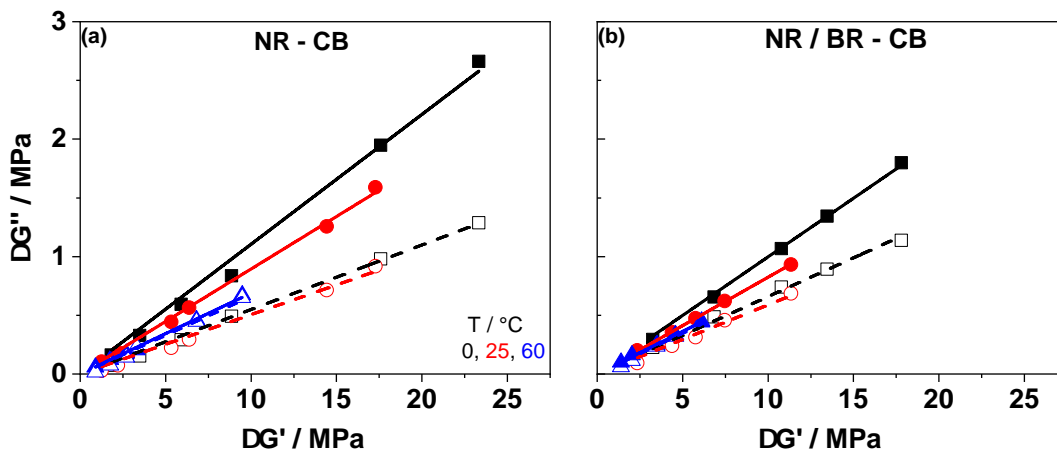 (a)
NR - CB
3
2
1
0
DG'' / MPa
T / °C
0, 25, 60
0 5 10 15 20 25
DG' / MPa
(b)
NR / BR - CB
0 5 10 15 20 25
DG' / MPa